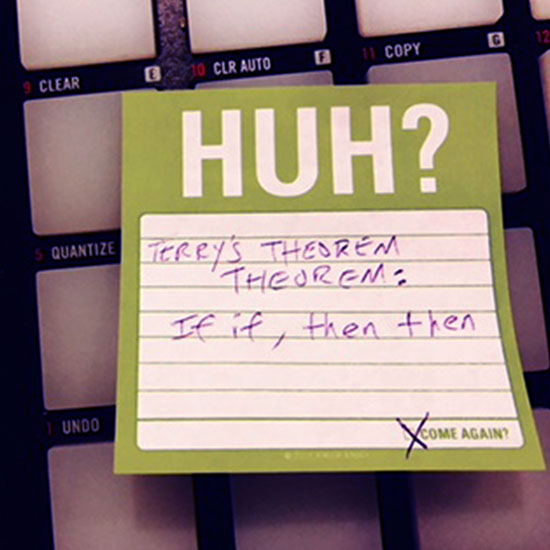 9 CLEAR E
10 CLR AUTO F
11 COPY G
12
HUH?
5 QUANTIZE
TERRY'S THEOREM
THEOREM:
If if, then then
1 UNDO
COME AGAIN?